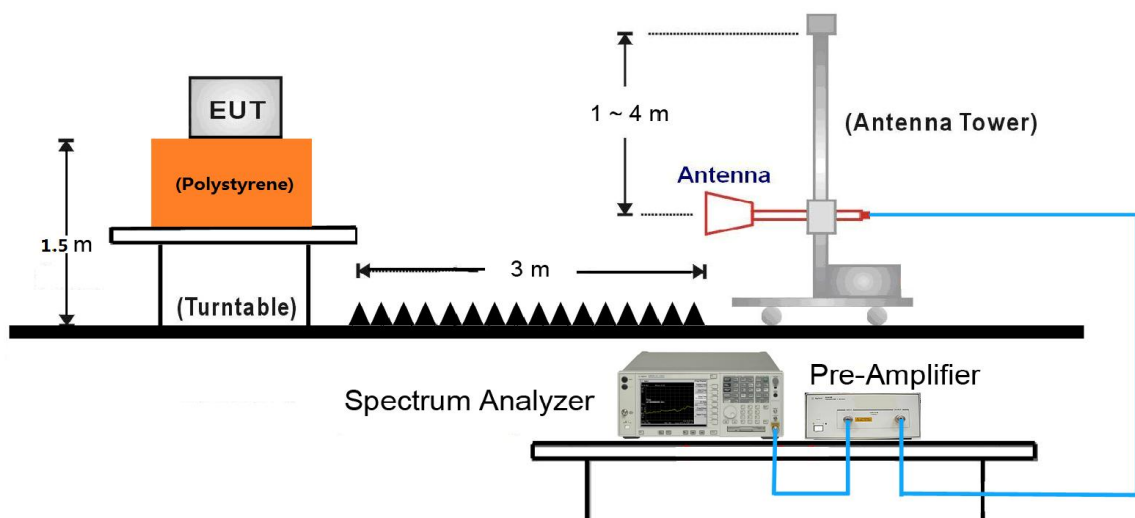 EUT
(Polystyrene)
1.5 m
(Turntable)
3 m
1 ~ 4 m
Antenna
(Antenna Tower)
Spectrum Analyzer
Pre-Amplifier